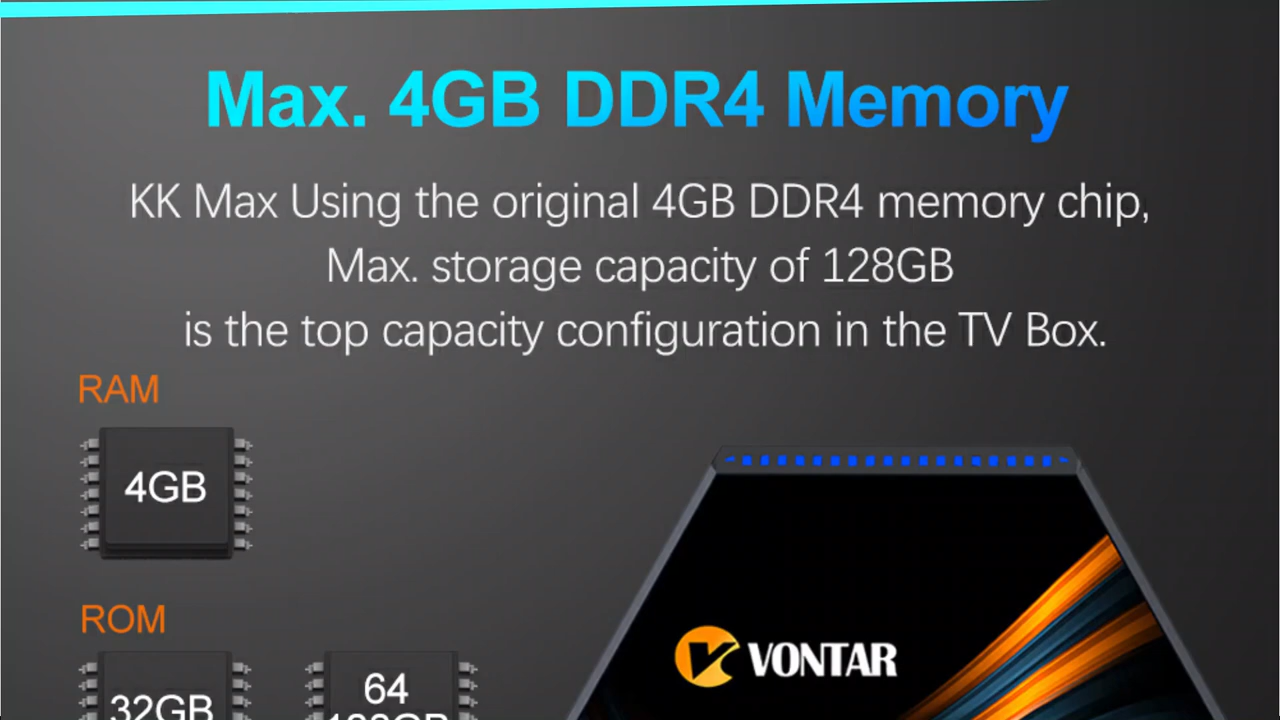 Max. 4GB DDR4 Memory
KK Max Using the original 4GB DDR4 memory chip,
Max. storage capacity of 128GB
is the top capacity configuration in the TV Box.
RAM
4GB
ROM
32GB
64
VONTAR